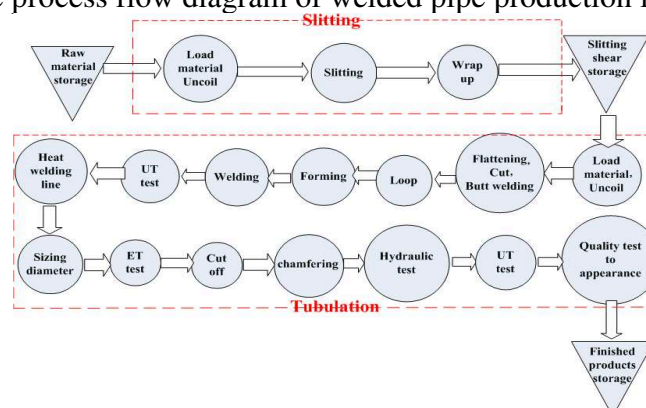 process flow diagram of welded pipe production
Slitting
Raw
material
storage
Load
material
Uncoil
Slitting
Wrap
up
Slitting
shear
storage
Heat
welding
line
UT
test
Welding
Forming
Loop
Flattening,
Cut,
Butt welding
Load
material,
Uncoil
Sizing
diameter
ET
test
Cut
off
chamfering
Hydraulic
test
UT
test
Quality test
to
appearance
Tubulation
Finished
products
storage